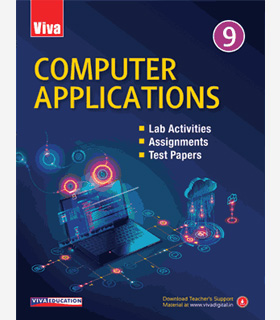 Viva
9
COMPUTER
APPLICATIONS
Lab Activities
Assignments
Test Papers
VIVA EDUCATION
Download Teacher's Support
Material at www.vivadigital.in